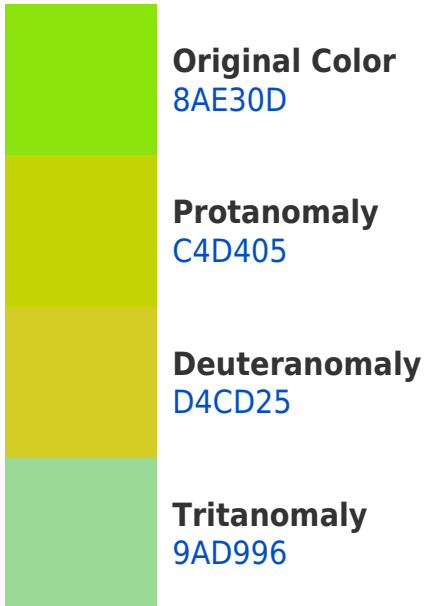 Original Color
8AE30D
Protanomaly
C4D405
Deuteranomaly
D4CD25
Tritanomaly
9AD996